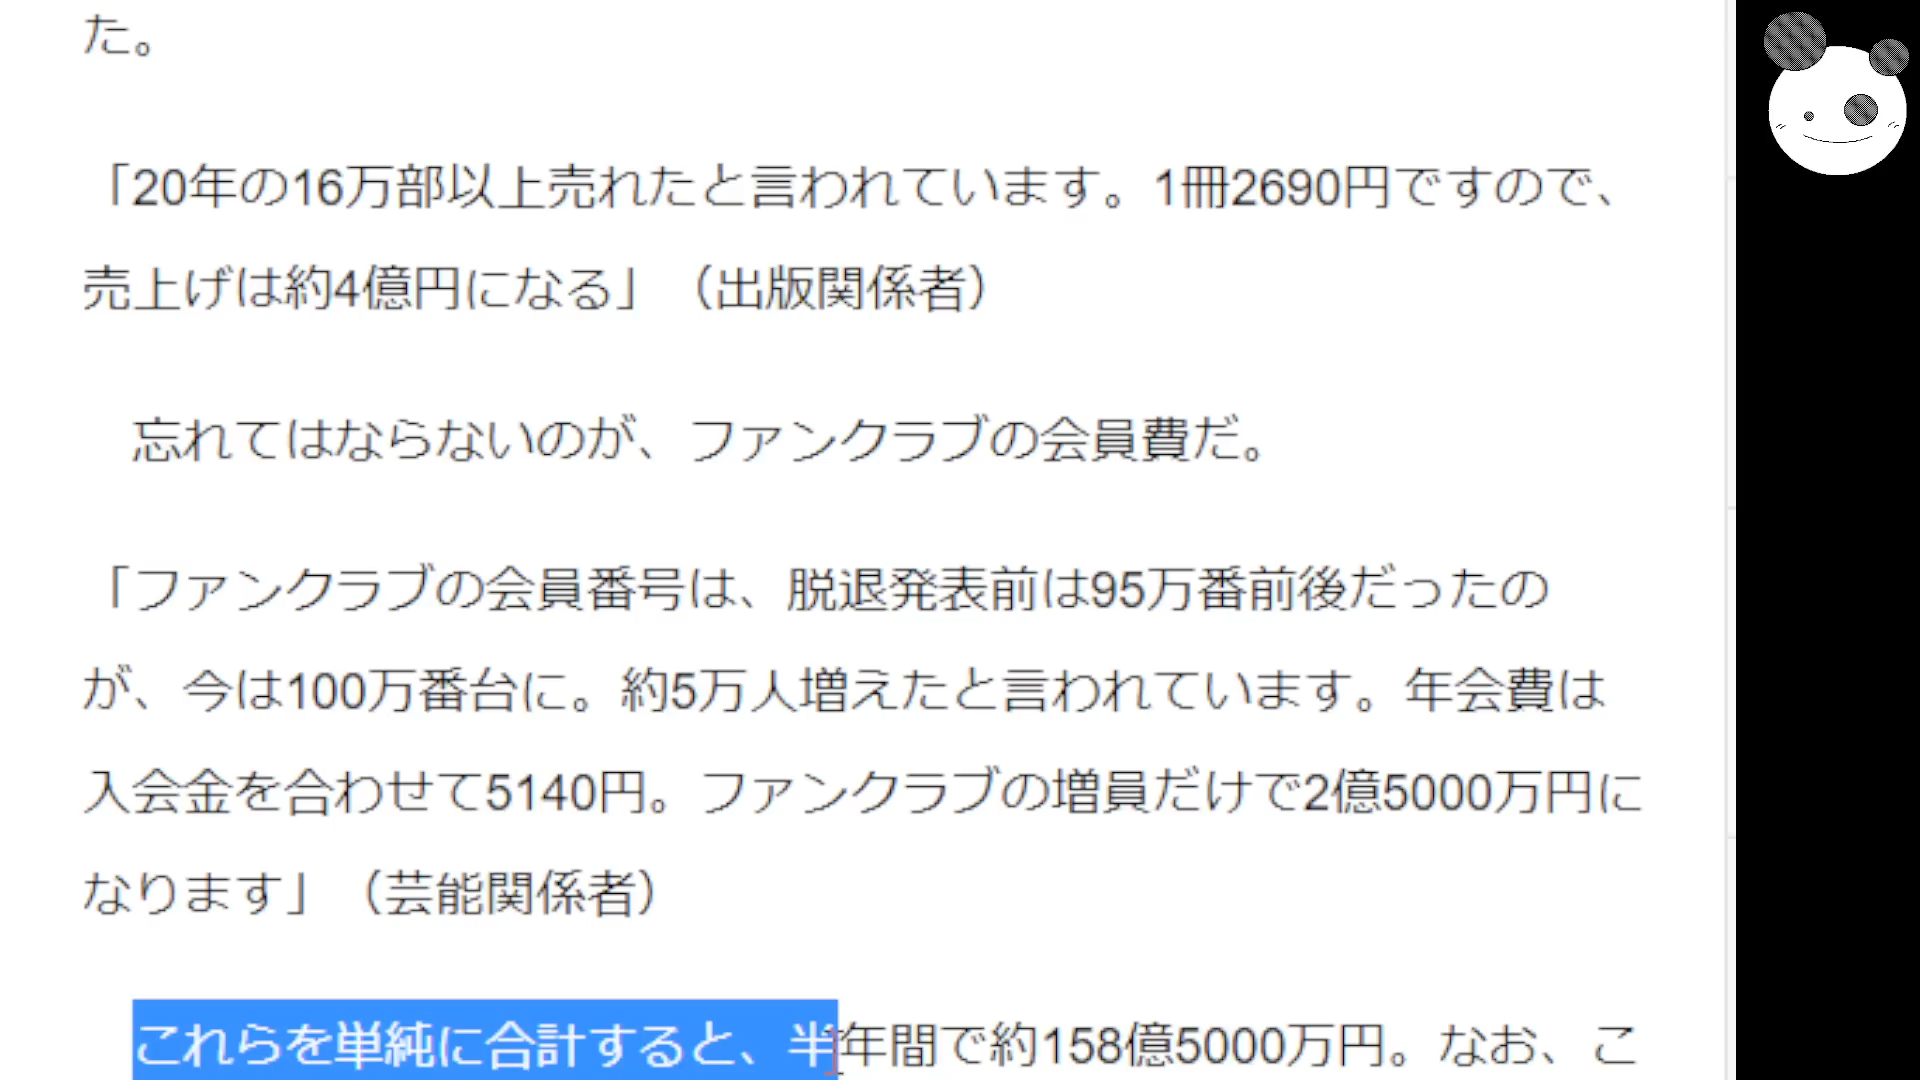 た。
「20年の16万部以上売れたと言われています。1冊2690円ですので、
売上げは約4億円になる」（出版関係者）
忘れてはならないのが、ファンクラブの会員費だ。
「ファンクラブの会員番号は、脱退発表前は95万番前後だったの
が、今は100万番台に。約5万人増えたと言われています。年会費は
入会金を合わせて5140円。ファンクラブの増員だけで2億5000万円に
なります」（芸能関係者）
これらを単純に合計すると、半年間で約158億5000万円。なお、こ